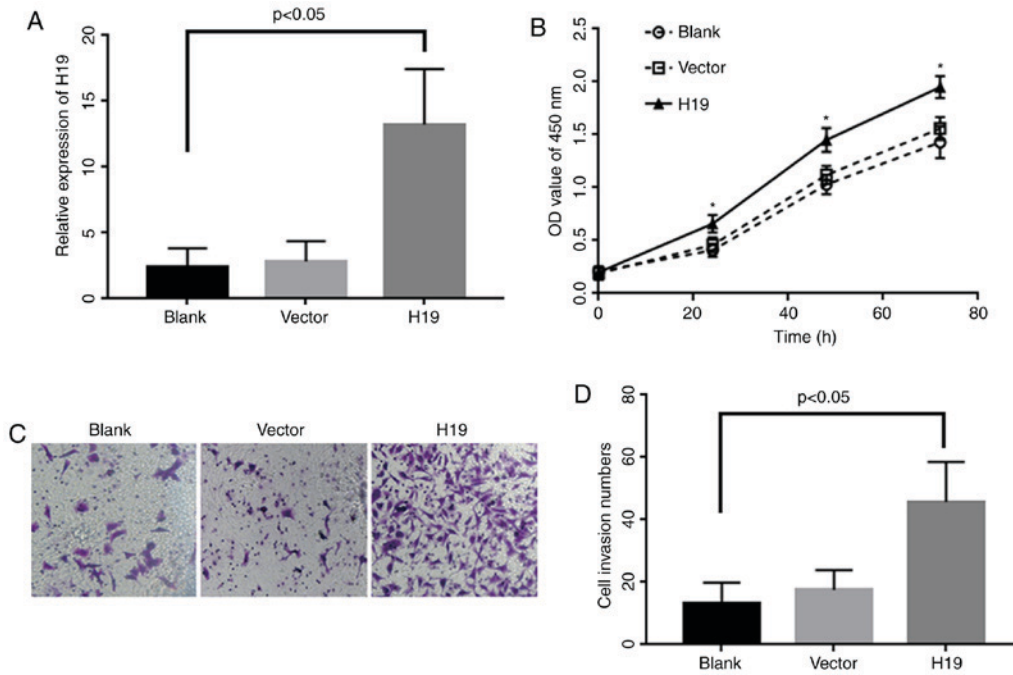 A
p<0.05
Relative expression of H19
20
15
10
5
0
Blank
Vector
H19
B
Blank
Vector
H19
OD value of 450 nm
2.5
2.0
1.5
1.0
0.5
0.0
*
*
*
0
20
40
60
80
Time (h)
C
Blank
Vector
H19
D
p<0.05
Cell invasion numbers
80
60
40
20
0
Blank
Vector
H19